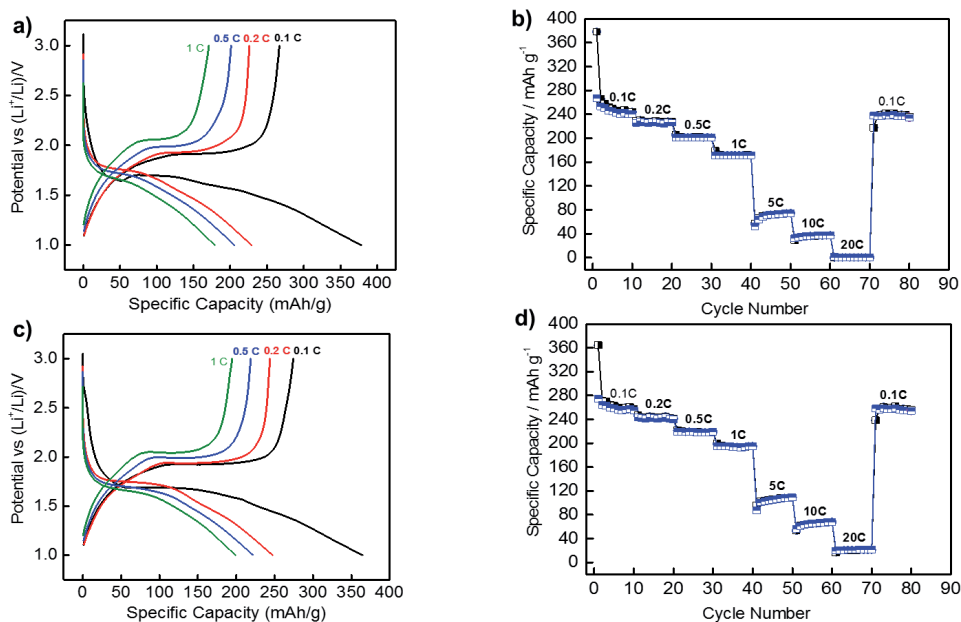 a)
1 C
0.5 C
0.2 C
0.1 C
3.0
2.5
2.0
1.5
1.0
Potential vs (Li⁺/Li)/V
0 50 100 150 200 250 300 350 400
Specific Capacity (mAh/g)
b)
400
360
320
280
240
200
160
120
80
40
0
Specific Capacity / mAh g⁻¹
0.1C
0.2C
0.5C
1C
5C
10C
20C
0.1C
0 10 20 30 40 50 60 70 80 90
Cycle Number
c)
1 C
0.5 C
0.2 C
0.1 C
3.0
2.5
2.0
1.5
1.0
Potential vs (Li⁺/Li)/V
0 50 100 150 200 250 300 350 400
Specific Capacity (mAh/g)
d)
400
360
320
280
240
200
160
120
80
40
0
Specific Capacity / mAh g⁻¹
0.1C
0.2C
0.5C
1C
5C
10C
20C
0.1C
0 10 20 30 40 50 60 70 80 90
Cycle Number